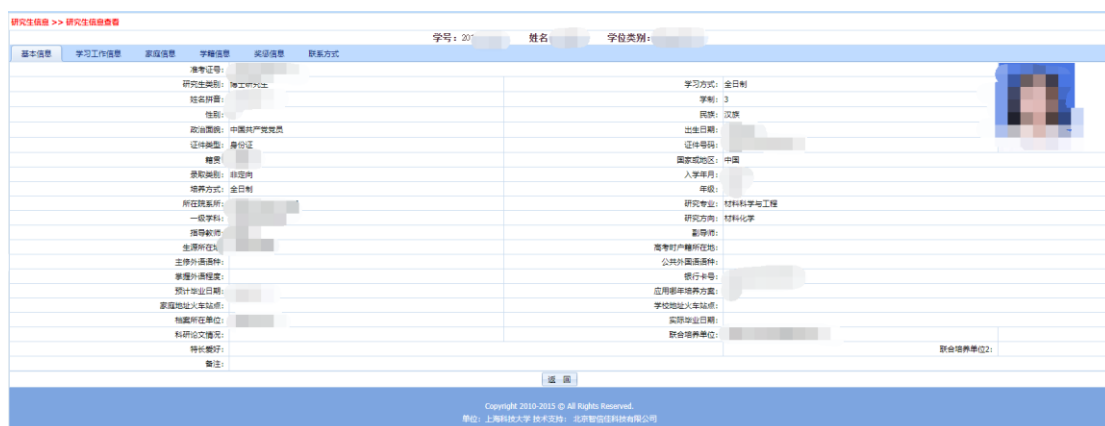 研究生信息 >> 研究生信息查看
学号： 20 姓名 学位类别：
基本信息 学习工作信息 家庭信息 学籍信息 奖惩信息 联系方式
准考证号：
研究生类别： 博士研究生 学习方式： 全日制
姓名拼音： 学制： 3
性别： 民族： 汉族
政治面貌： 中国共产党党员 出生日期：
证件类型： 身份证 证件号码：
籍贯 国家或地区： 中国
录取类别： 非定向 入学年月：
培养方式： 全日制 年级：
所在院系所： 研究专业： 材料科学与工程
一级学科： 研究方向： 材料化学
指导教师： 副导师：
生源所在地 高考时户籍所在地：
主修外语语种： 公共外国语语种：
掌握外语程度： 银行卡号：
预计毕业日期： 应用哪年培养方案：
家庭地址火车站点： 学校地址火车站点：
档案所在单位： 实际毕业日期：
科研论文情况： 联合培养单位：
特长爱好： 联合培养单位2：
备注：
返 回
Copyright 2010-2015 @ All Rights Reserved.
单位：上海科技大学 技术支持： 北京智信佳科技有限公司